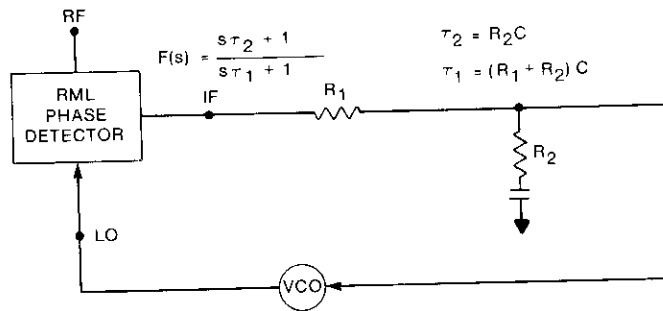 RF
F(s) = sτ₂ + 1 / sτ₁ + 1
τ₂ = R₂C
τ₁ = (R₁ + R₂) C
RML
PHASE
DETECTOR
IF
R₁
R₂
LO
VCO